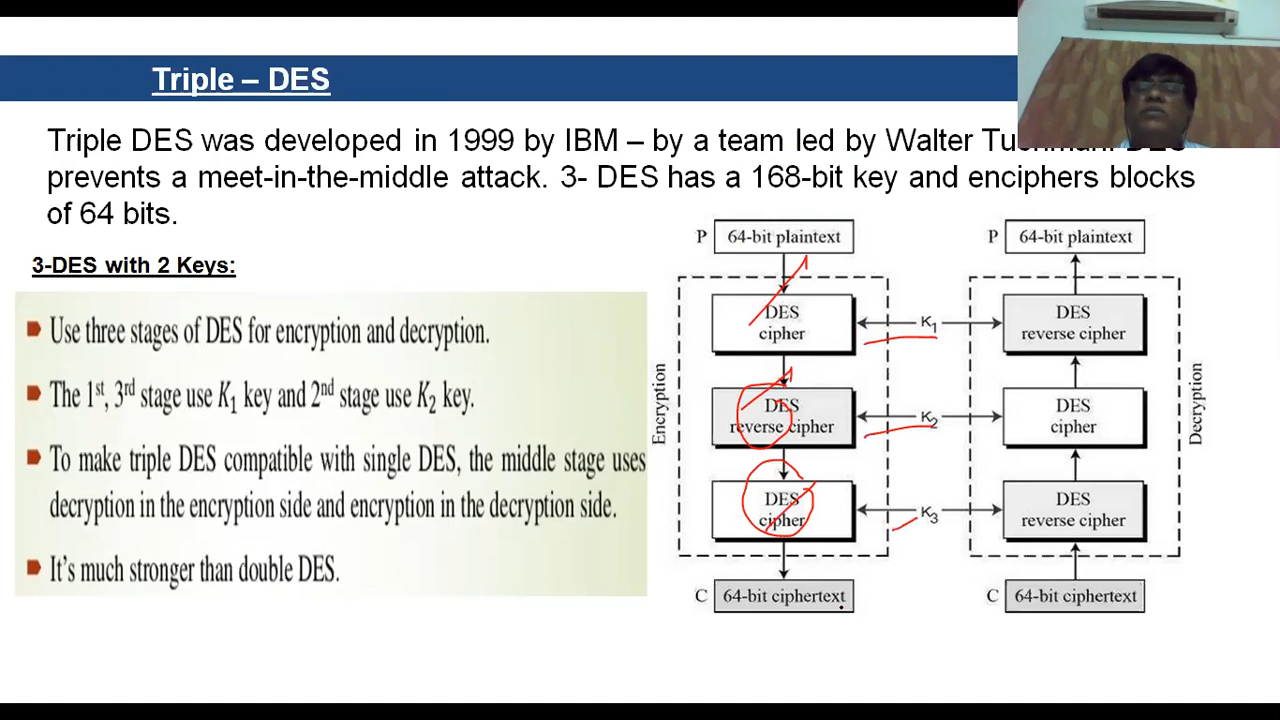 Triple – DES
Triple DES was developed in 1999 by IBM – by a team led by Walter
prevents a meet-in-the-middle attack. 3- DES has a 168-bit key and enciphers blocks
of 64 bits.
3-DES with 2 Keys:
Use three stages of DES for encryption and decryption.
The 1st, 3rd stage use K1 key and 2nd stage use K2 key.
To make triple DES compatible with single DES, the middle stage uses
decryption in the encryption side and encryption in the decryption side.
It's much stronger than double DES.
P 64-bit plaintext
DES
cipher
DES
reverse cipher
DES
cipher
C 64-bit ciphertext
Encryption
K1
K2
K3
P 64-bit plaintext
DES
reverse cipher
DES
cipher
DES
reverse cipher
C 64-bit ciphertext
Decryption